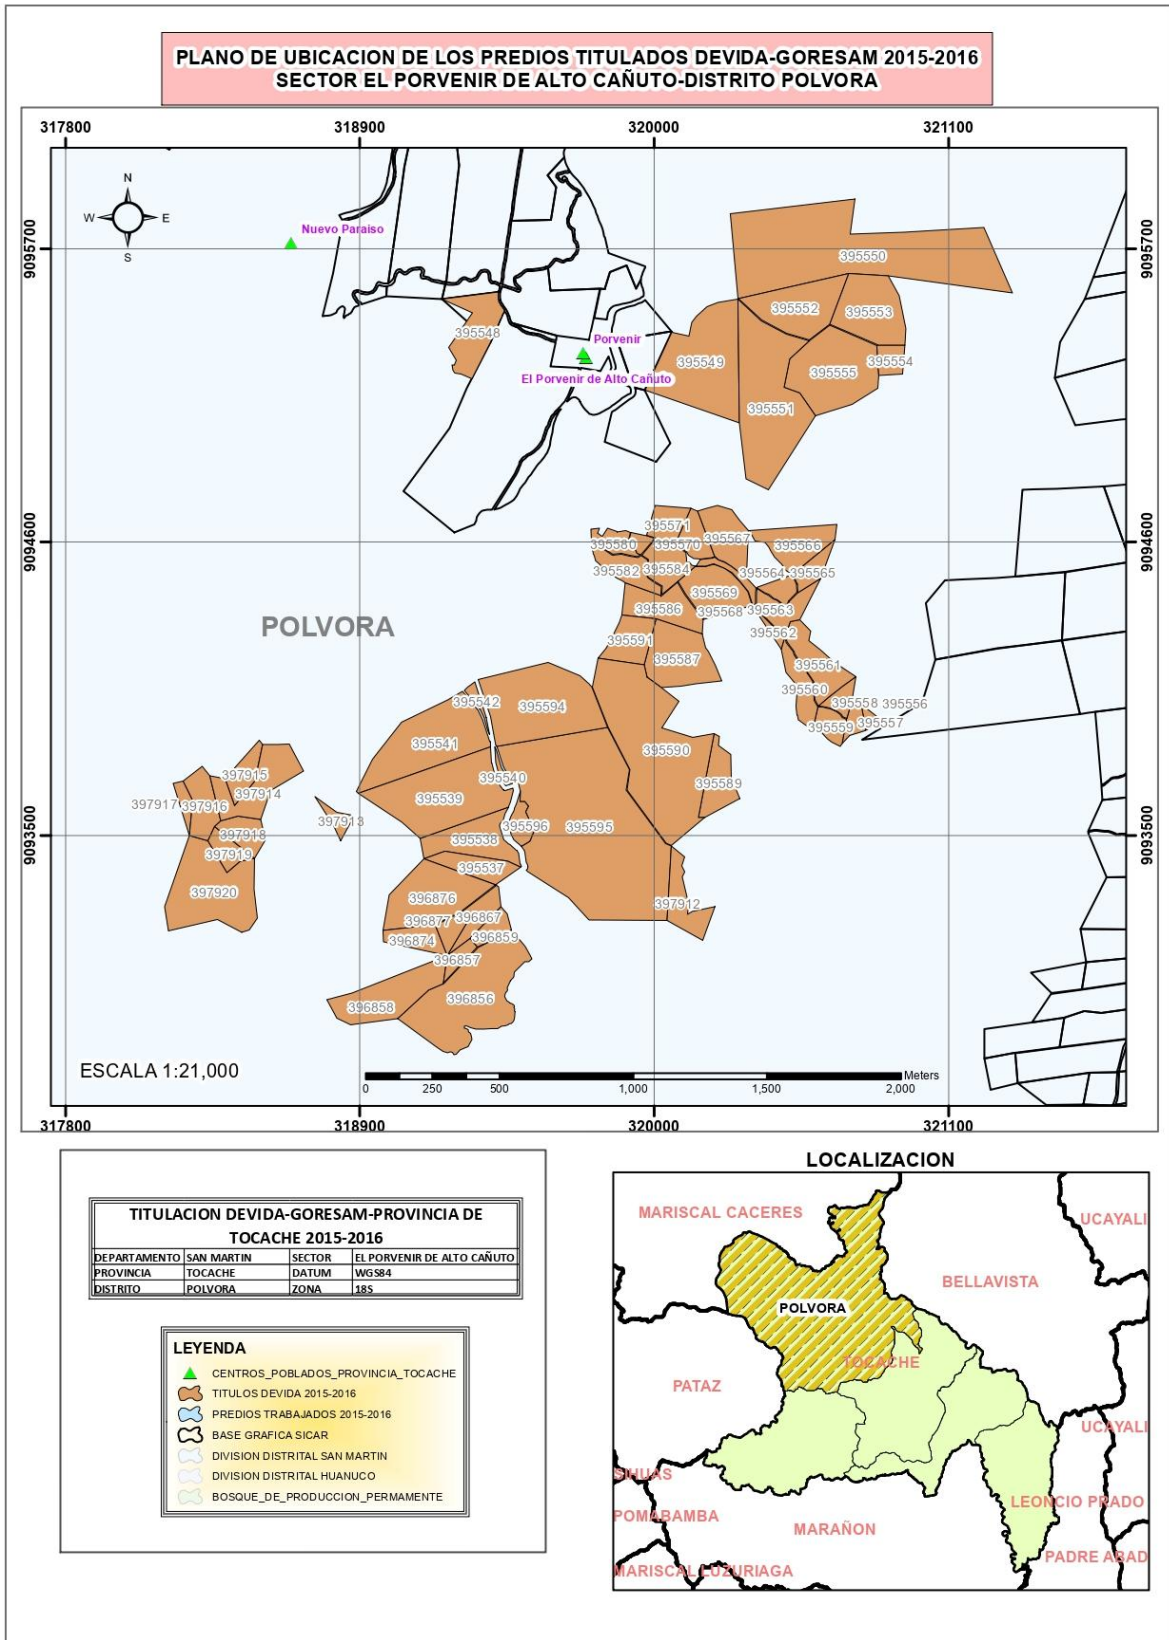 PLANO DE UBICACION DE LOS PREDIOS TITULADOS DEVIDA-GORESAM 2015-2016
SECTOR EL PORVENIR DE ALTO CAÑUTO-DISTRITO POLVORA
317800 318900 320000 321100
N
W E
S
Nuevo Paraiso
9095700 9095700
395550
395552
395553
395548
Porvenir
395549
395554
395555
El Porvenir de Alto Cañuto
395551
395571
9094600 9094600
395567
395580 395570 395566
395582 395584 395564 395565
395569
395586 395568 395563
POLVORA
395562
395591
395587 395561
395560
395542 395594 395558 395556
395559 395557
395541 395590
397915 395540 395589
397914 395539
397917 397916
397913 395596 395595
9093500 9093500
397918 395538
397919
395537
397920 396876
397912
396877 396867
396874 396859
396857
396858 396856
ESCALA 1:21,000
Meters
0 250 500 1,000 1,500 2,000
317800 318900 320000 321100
TITULACION DEVIDA-GORESAM-PROVINCIA DE
TOCACHE 2015-2016
DEPARTAMENTO SAN MARTIN SECTOR EL PORVENIR DE ALTO CAÑUTO
PROVINCIA TOCACHE DATUM WGS84
DISTRITO POLVORA ZONA 18S
LEYENDA
CENTROS_POBLADOS_PROVINCIA_TOCACHE
TITULOS DEVIDA 2015-2016
PREDIOS TRABAJADOS 2015-2016
BASE GRAFICA SICAR
DIVISION DISTRITAL SAN MARTIN
DIVISION DISTRITAL HUANUCO
BOSQUE_DE_PRODUCCION_PERMAMENTE
LOCALIZACION
MARISCAL CACERES
UCAYALI
BELLAVISTA
POLVORA
TOCACHE
PATAZ
UCAYALI
SIHUAS
LEONCIO PRADO
POMABAMBA
MARAÑON
PADRE ABAD
MARISCAL LUZURIAGA